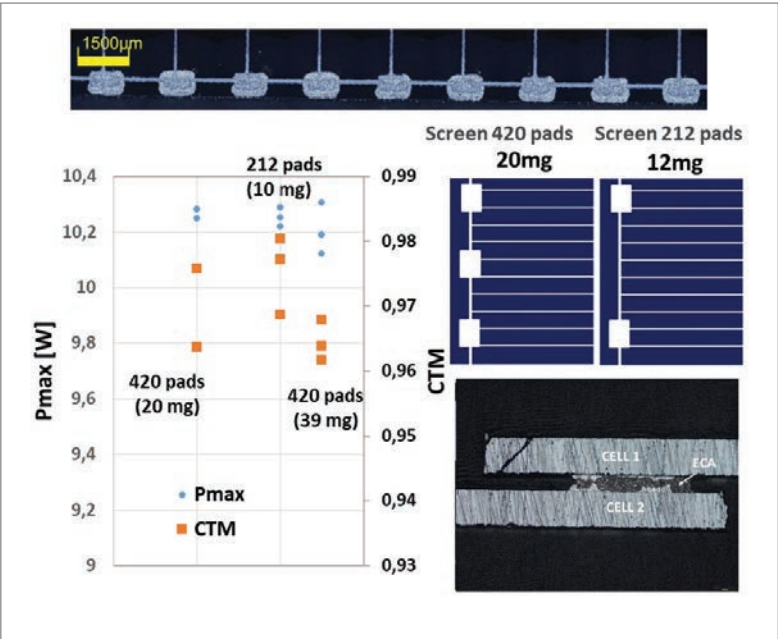 1500µm
Screen 420 pads
20mg
Screen 212 pads
12mg
212 pads
(10 mg)
10,4
10,2
10
9,8
9,6
9,4
9,2
9
Pmax [W]
420 pads
(20 mg)
420 pads
(39 mg)
Pmax
CTM
0,99
0,98
0,97
0,96
0,95
0,94
0,93
CTM
CELL 1
ECA
CELL 2